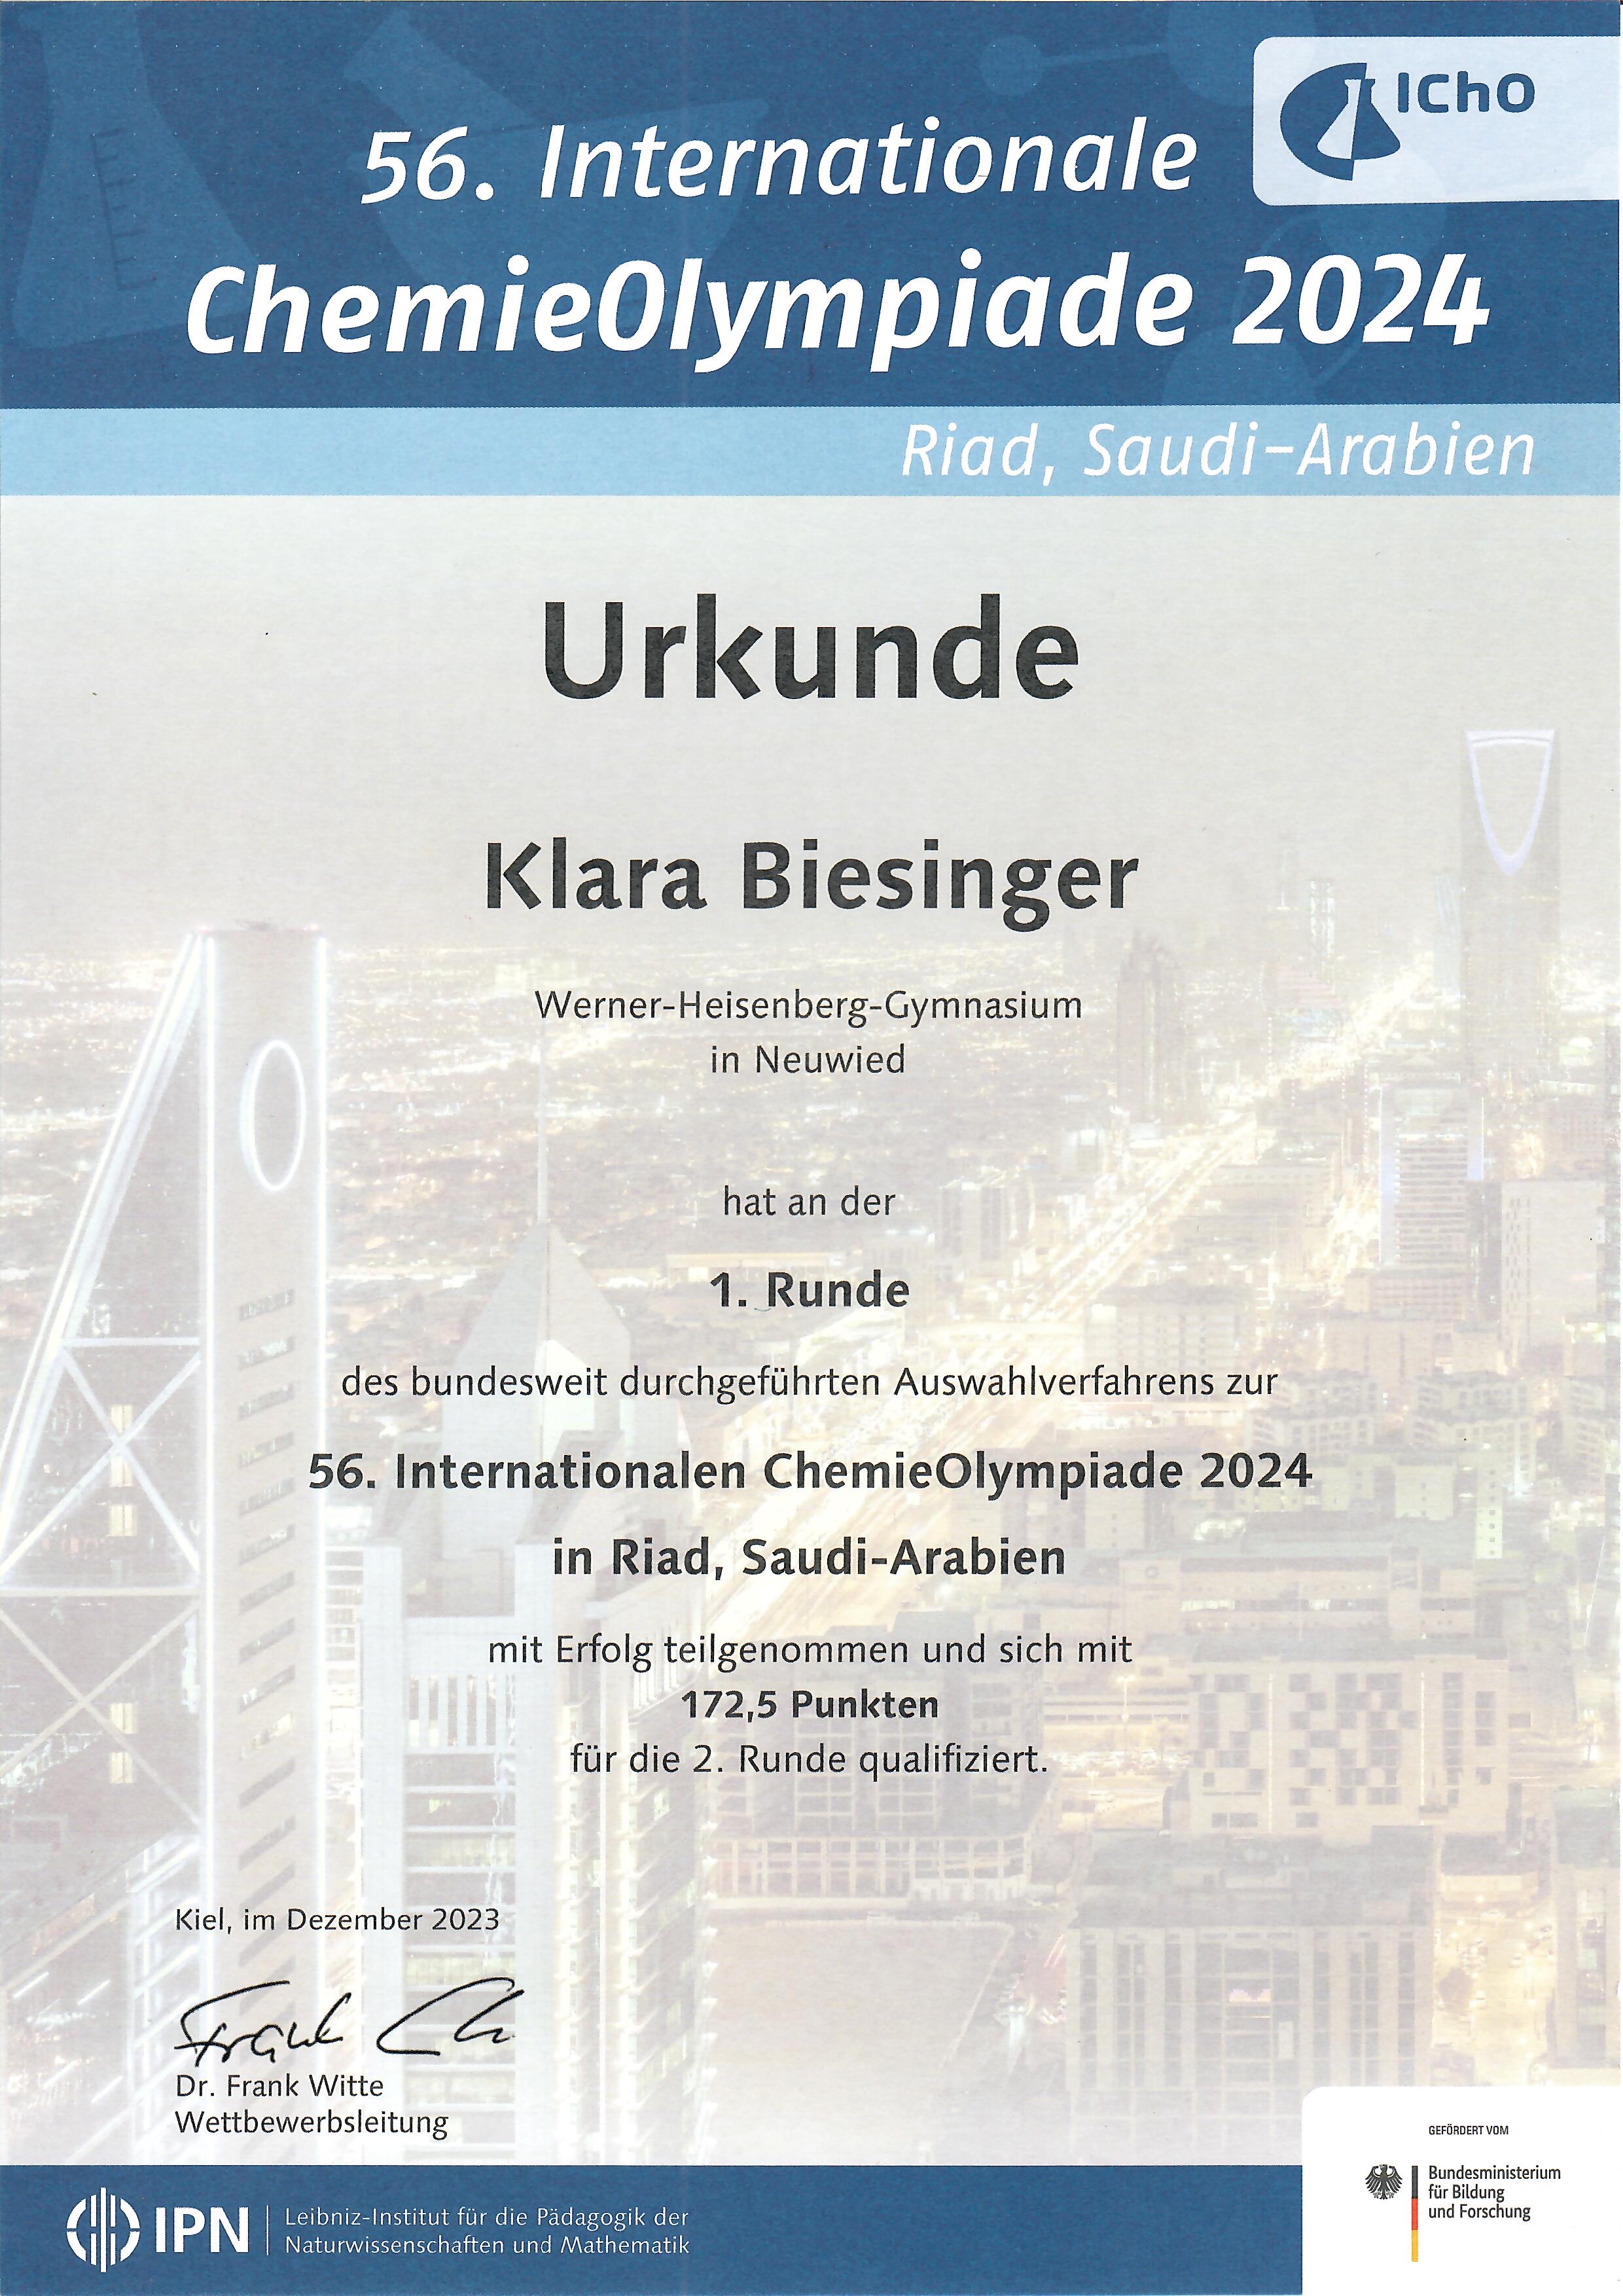 IChO
56. Internationale
ChemieOlympiade 2024
Riad, Saudi-Arabien
Urkunde
Klara Biesinger
Werner-Heisenberg-Gymnasium
in Neuwied
hat an der
1. Runde
des bundesweit durchgeführten Auswahlverfahrens zur
56. Internationalen ChemieOlympiade 2024
in Riad, Saudi-Arabien
mit Erfolg teilgenommen und sich mit
172,5 Punkten
für die 2. Runde qualifiziert.
Kiel, im Dezember 2023
Frank
Dr. Frank Witte
Wettbewerbsleitung
GEFÖRDERT VOM
Bundesministerium
für Bildung
und Forschung
IPN
Leibniz-Institut für die Pädagogik der
Naturwissenschaften und Mathematik